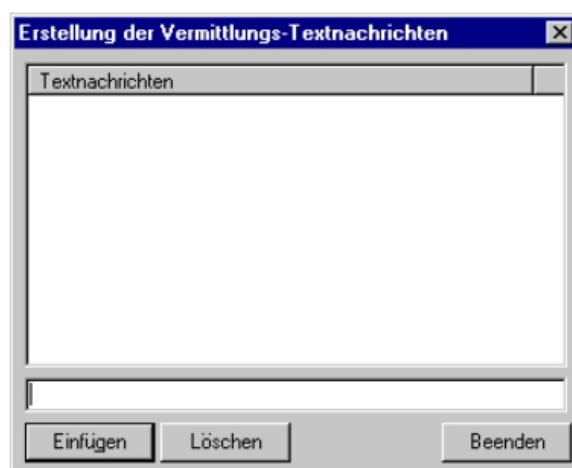 Erstellung der Vermittlungs-Textnachrichten
Textnachrichten
Einfügen Löschen Beenden